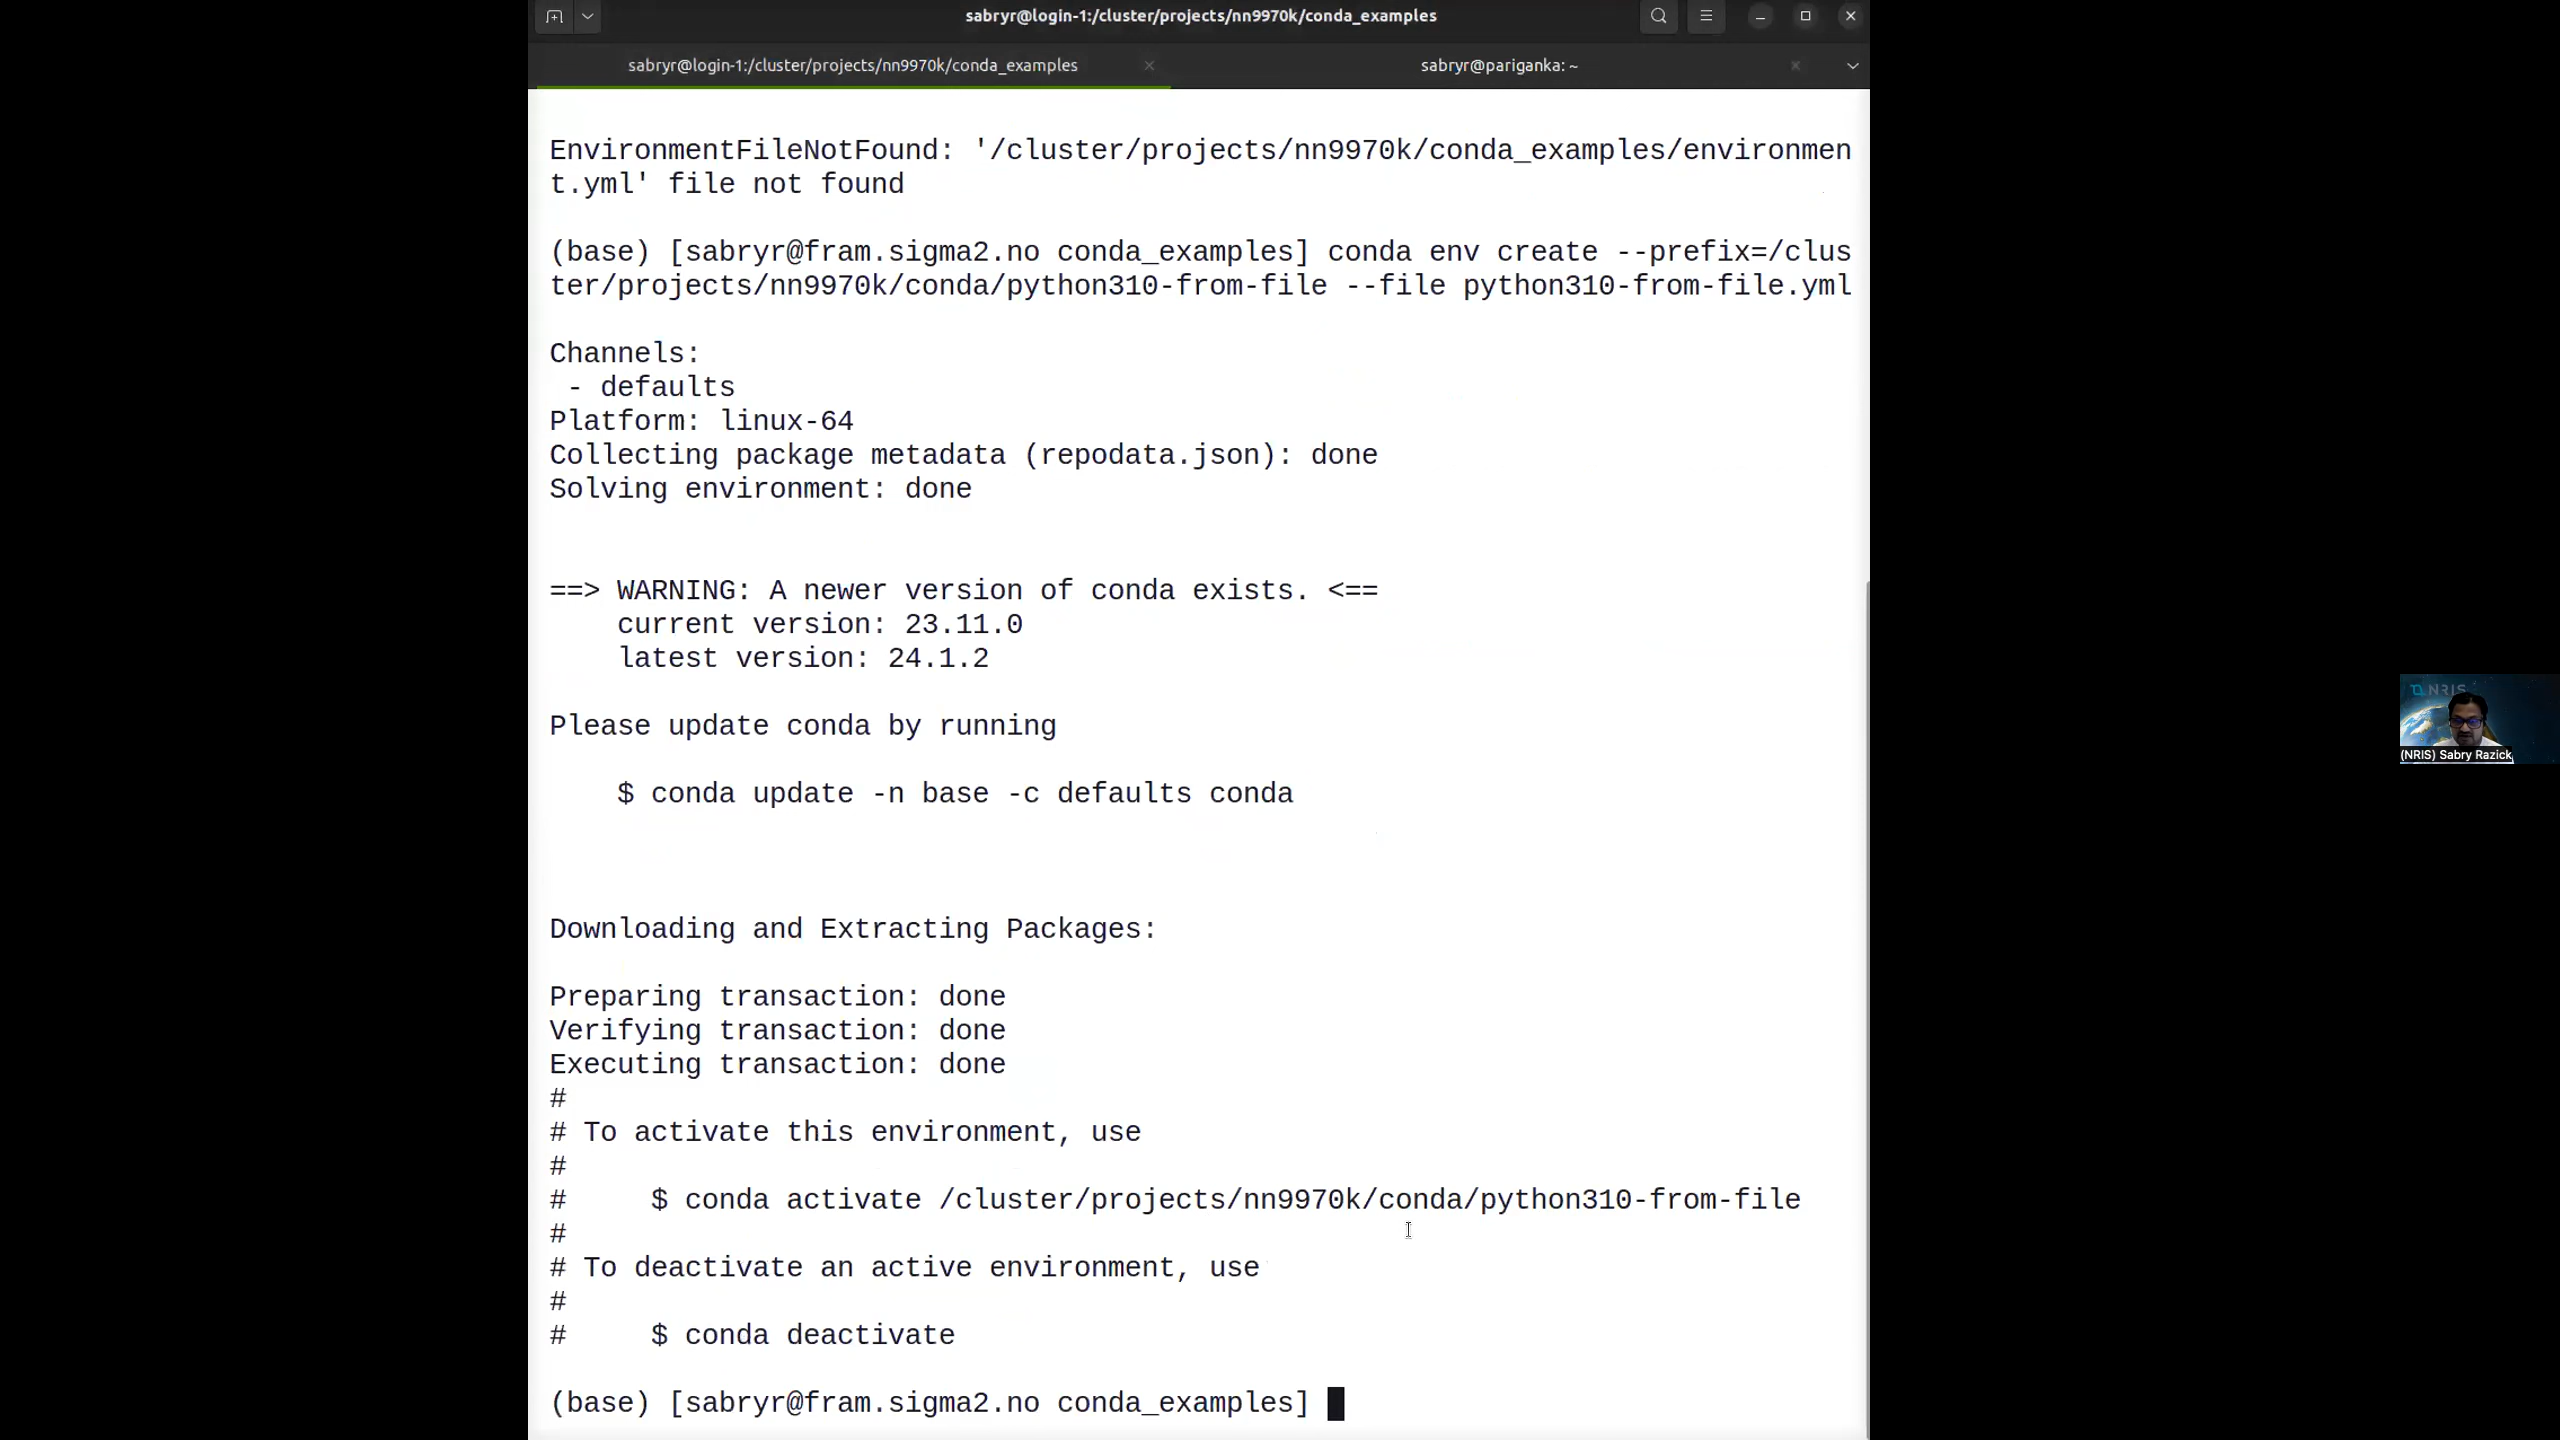 sabryr@login-1:/cluster/projects/nn9970k/conda_examples
sabryr@login-1:/cluster/projects/nn9970k/conda_examples
sabryr@pariganka: ~
EnvironmentFileNotFound: '/cluster/projects/nn9970k/conda_examples/environmen
t.yml' file not found
(base) [sabryr@fram.sigma2.no conda_examples] conda env create --prefix=/clus
ter/projects/nn9970k/conda/python310-from-file --file python310-from-file.yml
Channels:
- defaults
Platform: linux-64
Collecting package metadata (repodata.json): done
Solving environment: done
==> WARNING: A newer version of conda exists. <==
current version: 23.11.0
latest version: 24.1.2
Please update conda by running
$ conda update -n base -c defaults conda
Downloading and Extracting Packages:
Preparing transaction: done
Verifying transaction: done
Executing transaction: done
#
# To activate this environment, use
#
#     $ conda activate /cluster/projects/nn9970k/conda/python310-from-file
#
# To deactivate an active environment, use
#
#     $ conda deactivate
(base) [sabryr@fram.sigma2.no conda_examples]
NRIS
(NRIS) Sabry Razick